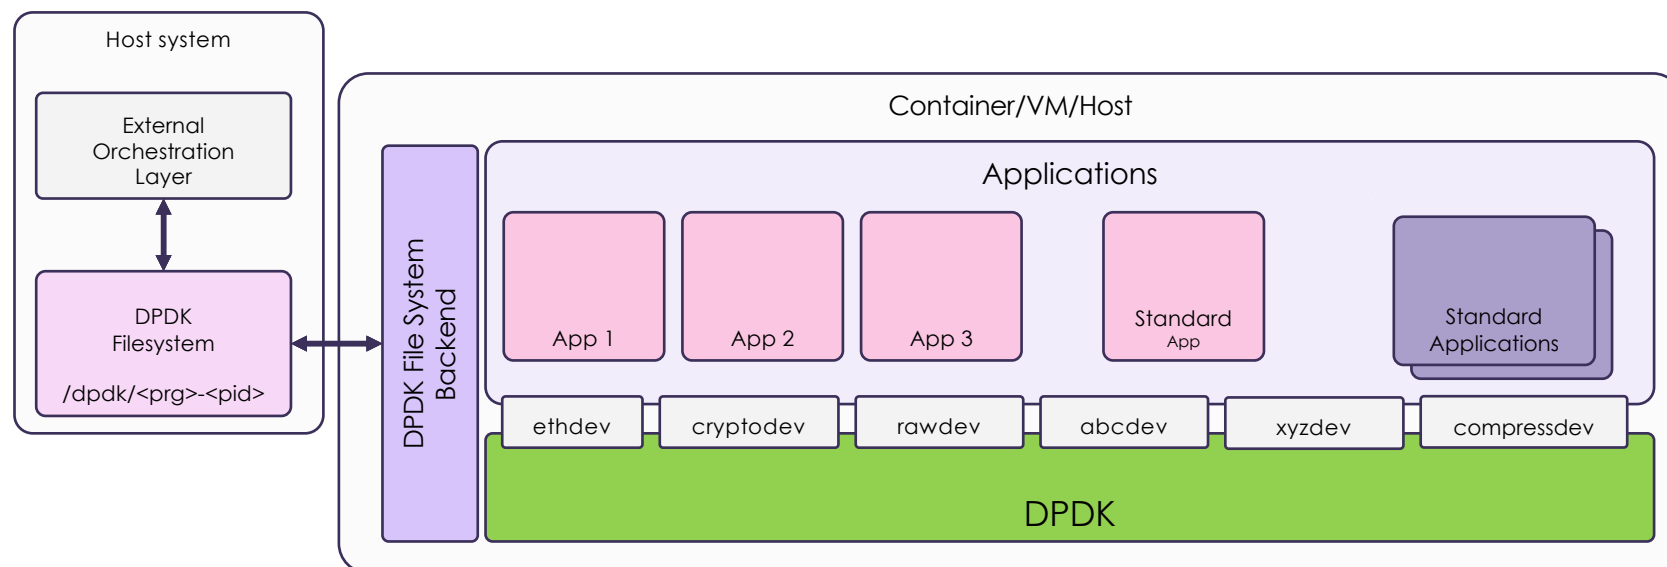 Host system
External
Orchestration
Layer
DPDK
Filesystem
/dpdk/<prg>-<pid>
Container/VM/Host
DPDK File System
Backend
Applications
App 1
App 2
App 3
Standard
App
Standard
Applications
ethdev
cryptodev
rawdev
abcdev
xyzdev
compressdev
DPDK